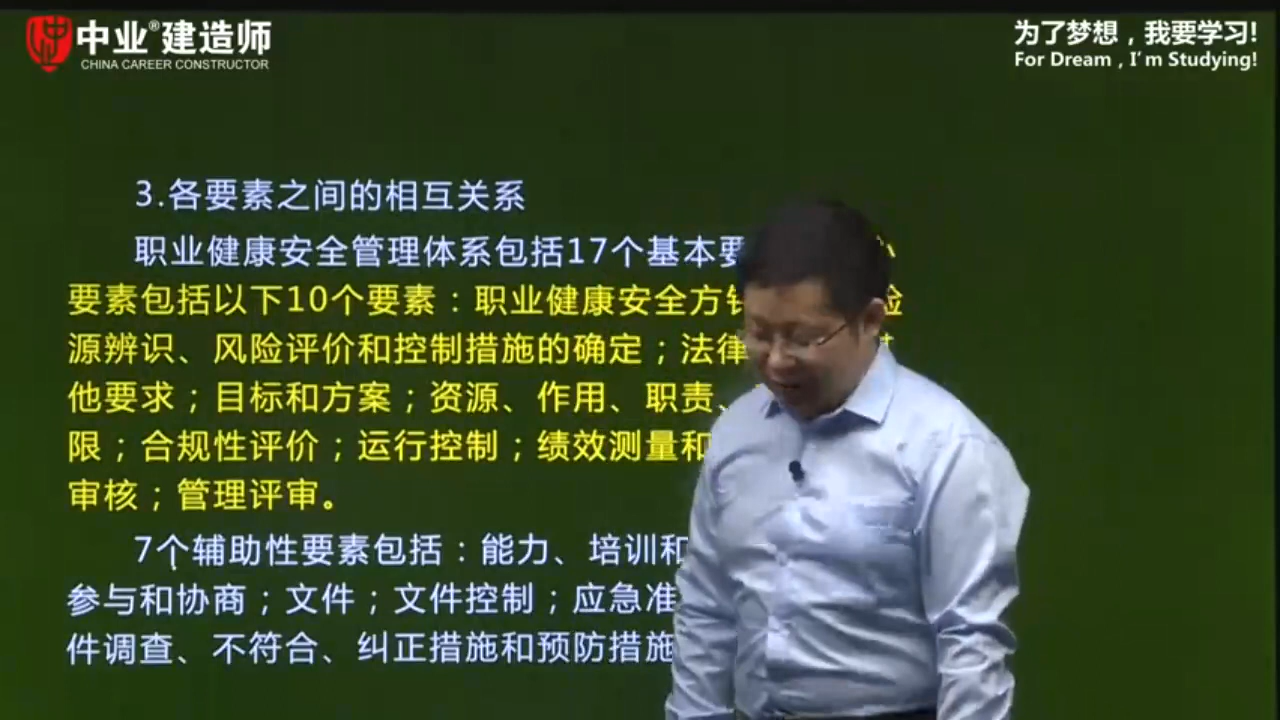 中业®建造师
CHINA CAREER CONSTRUCTOR
为了梦想，我要学习!
For Dream , I'm Studying!
3.各要素之间的相互关系
职业健康安全管理体系包括17个基本要
要素包括以下10个要素：职业健康安全方 险
源辨识、风险评价和控制措施的确定；法律
他要求；目标和方案；资源、作用、职责、
限；合规性评价；运行控制；绩效测量和
审核；管理评审。
7个辅助性要素包括：能力、培训和
参与和协商；文件；文件控制；应急准
件调查、不符合、纠正措施和预防措施